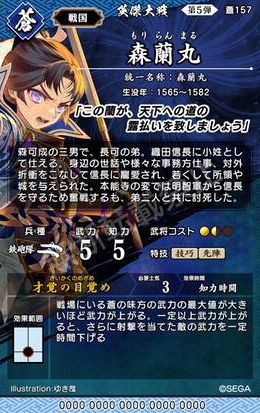 蒼
戦国
英傑大戦
第5弾
蒼157
もり らん まる
森蘭丸
統一名称：森蘭丸
生没年：1565～1582
「この蘭が、天下への道の
露払いを致しましょう」
森可成の三男で、長可の弟。織田信長に小姓として
仕える。身辺の世話や様々な事務方仕事、対外
折衝をこなして信長に寵愛され、若くして所領や
城を与えられた。本能寺の変では明智軍から信長
を守るため奮戦するも、弟二人と共に討死した。
兵種 武力 知力 武将コスト
鉄砲隊 5 5
特技 技巧 先陣
さいかくのめざめ 必要士気 効果時間
才覚の目覚め 3 知力時間
効果範囲
戦場にいる蒼の味方の武力の最大値が大き
いほど武力が上がる。一定以上武力が上が
ると、さらに射撃を当てた敵の武力を一定
時間下げる
Illustration:ゆき哉
©SEGA
0000-0000-0000-0000-0000